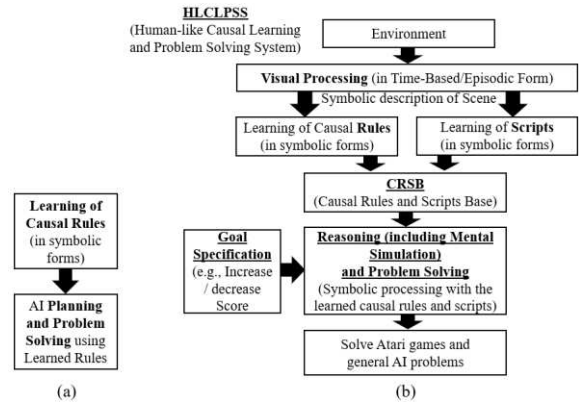 HLCLPSS
(Human-like Causal Learning
and Problem Solving System)
Environment
Visual Processing (in Time-Based/Episodic Form)
Symbolic description of Scene
Learning of Causal Rules
(in symbolic forms)
Learning of Scripts
(in symbolic forms)
CRSB
(Causal Rules and Scripts Base)
Goal
Specification
(e.g., Increase
/ decrease
Score
Reasoning (including Mental
Simulation)
and Problem Solving
(Symbolic processing with the
learned causal rules and scripts)
Solve Atari games and
general AI problems
(b)
Learning of
Causal Rules
(in symbolic
forms)
AI Planning
and Problem
Solving using
Learned Rules
(a)